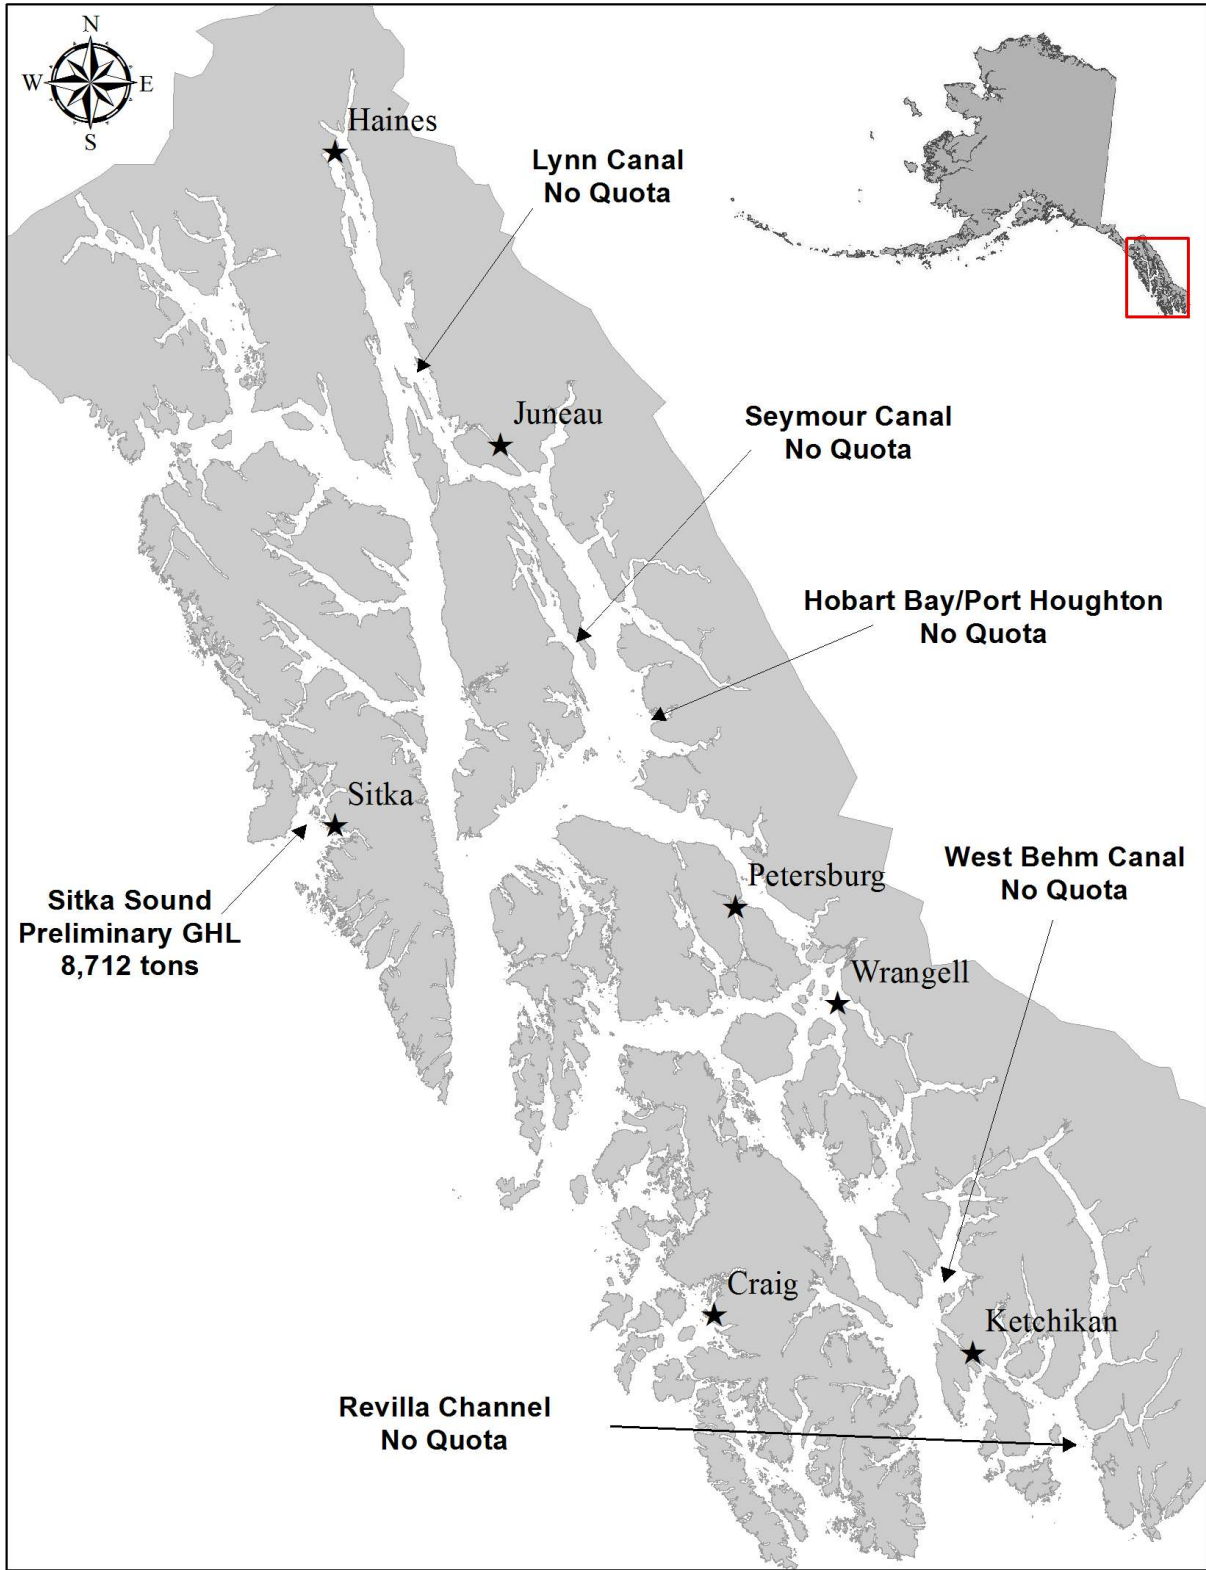 N
W E
S
Haines
Lynn Canal
No Quota
Juneau
Seymour Canal
No Quota
Hobart Bay/Port Houghton
No Quota
Sitka
Sitka Sound
Preliminary GHL
8,712 tons
Petersburg
West Behm Canal
No Quota
Wrangell
Craig
Ketchikan
Revilla Channel
No Quota